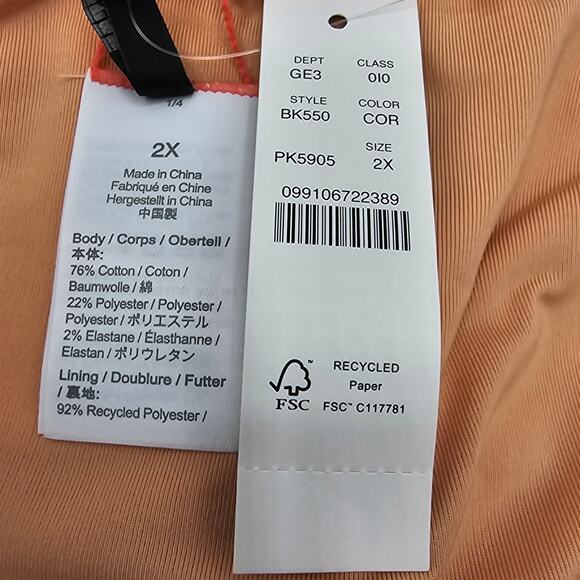 1/4
2X
Made in China
Fabriqué en Chine
Hergestellt in China
中国製
Body / Corps / Oberteil /
本体:
76% Cotton / Coton /
Baumwolle / 綿
22% Polyester / Polyester /
Polyester / ポリエステル
2% Elastane / Élasthanne /
Elastan / ポリウレタン
Lining / Doublure / Futter
/ 裏地:
92% Recycled Polyester /
DEPT CLASS
GE3 0I0
STYLE COLOR
BK550 COR
SIZE
PK5905 2X
099106722389
RECYCLED
Paper
FSC™ C117781
FSC™